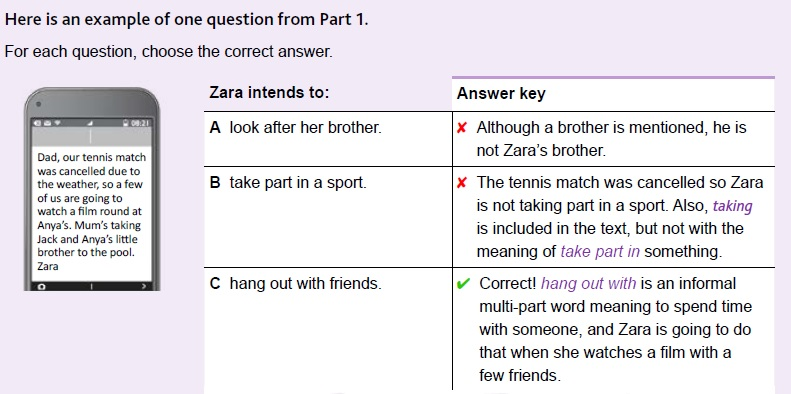 Here is an example of one question from Part 1.
For each question, choose the correct answer.
09:21
Dad, our tennis match
was cancelled due to
the weather, so a few
of us are going to
watch a film round at
Anya's. Mum's taking
Jack and Anya's little
brother to the pool.
Zara
Zara intends to:
Answer key
A look after her brother.
✘ Although a brother is mentioned, he is
not Zara's brother.
B take part in a sport.
✘ The tennis match was cancelled so Zara
is not taking part in a sport. Also, taking
is included in the text, but not with the
meaning of take part in something.
C hang out with friends.
✔ Correct! hang out with is an informal
multi-part word meaning to spend time
with someone, and Zara is going to do
that when she watches a film with a
few friends.